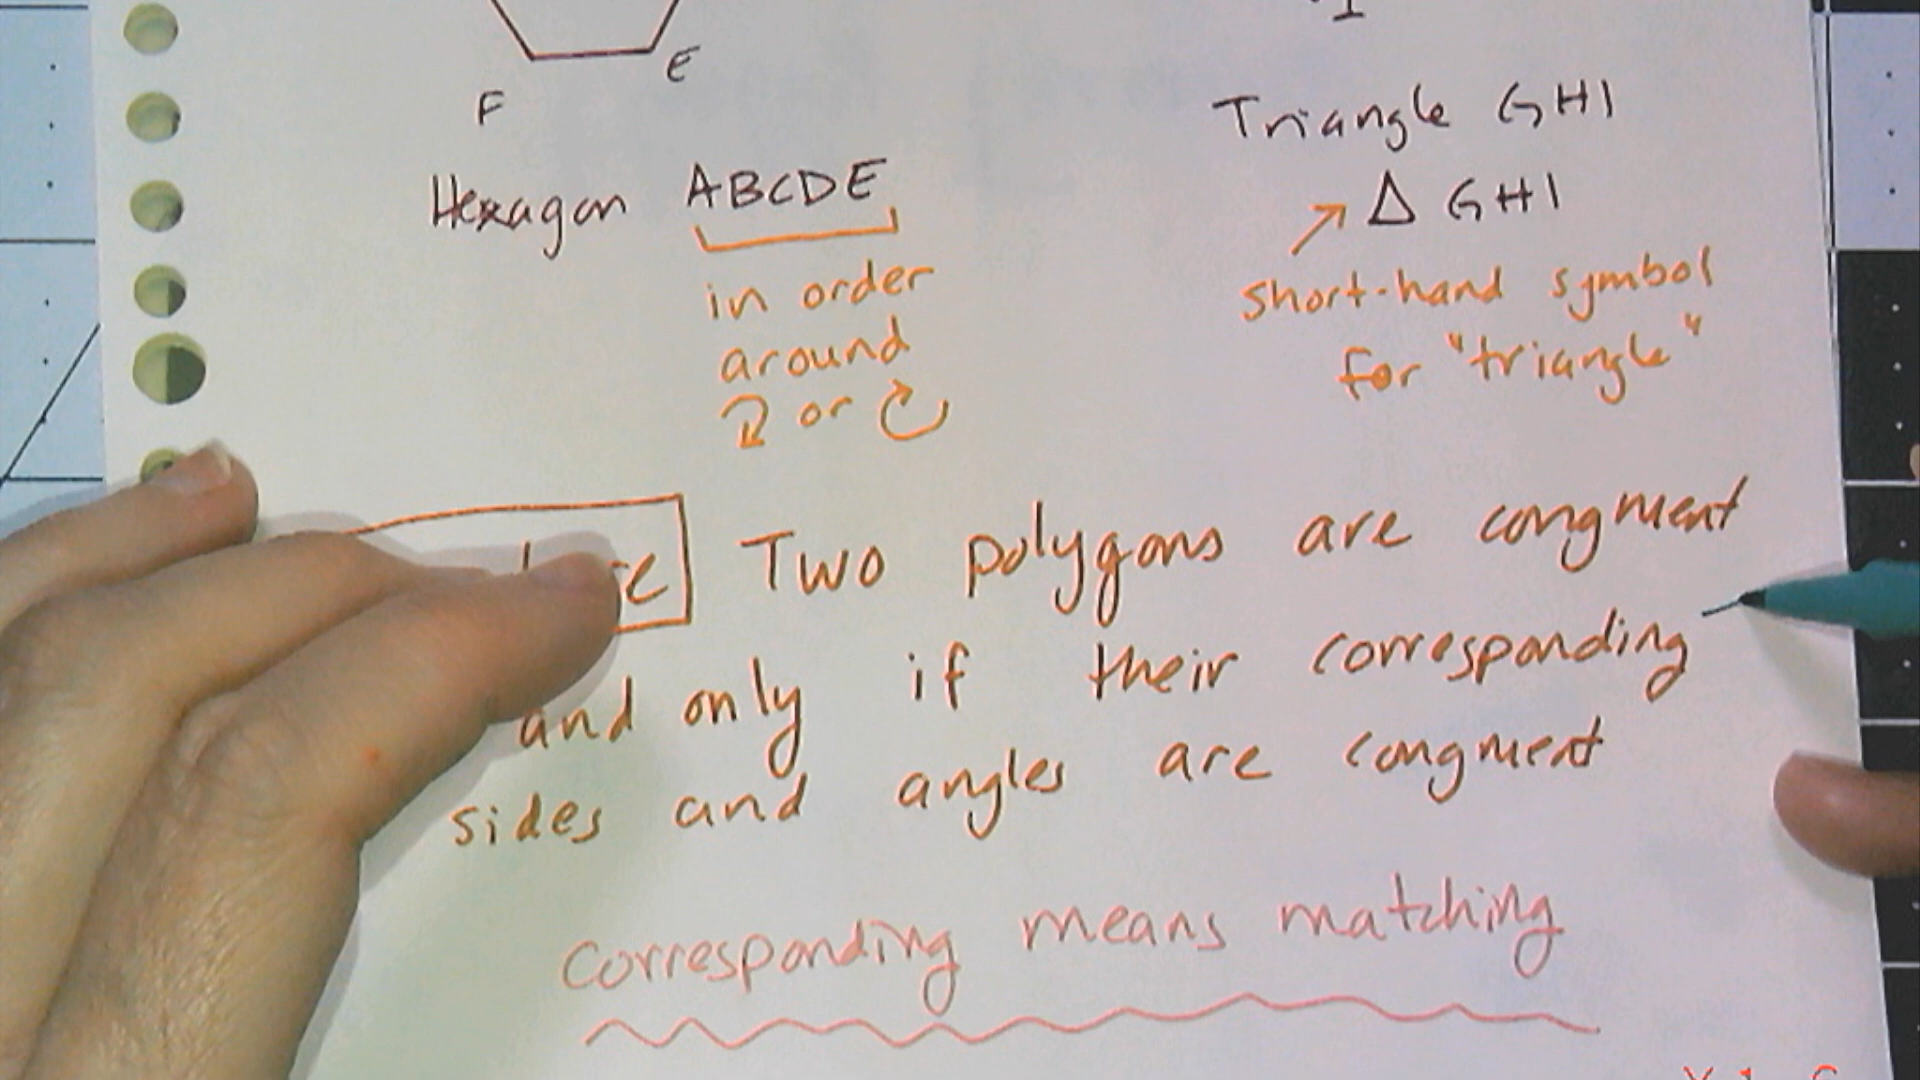 I
E
F
Triangle GHI
Hexagon ABCDE
Δ GHI
in order
around
or
short-hand symbol
for "triangle"
Two polygons are congruent
and only if their corresponding
sides and angles are congruent
corresponding means matching